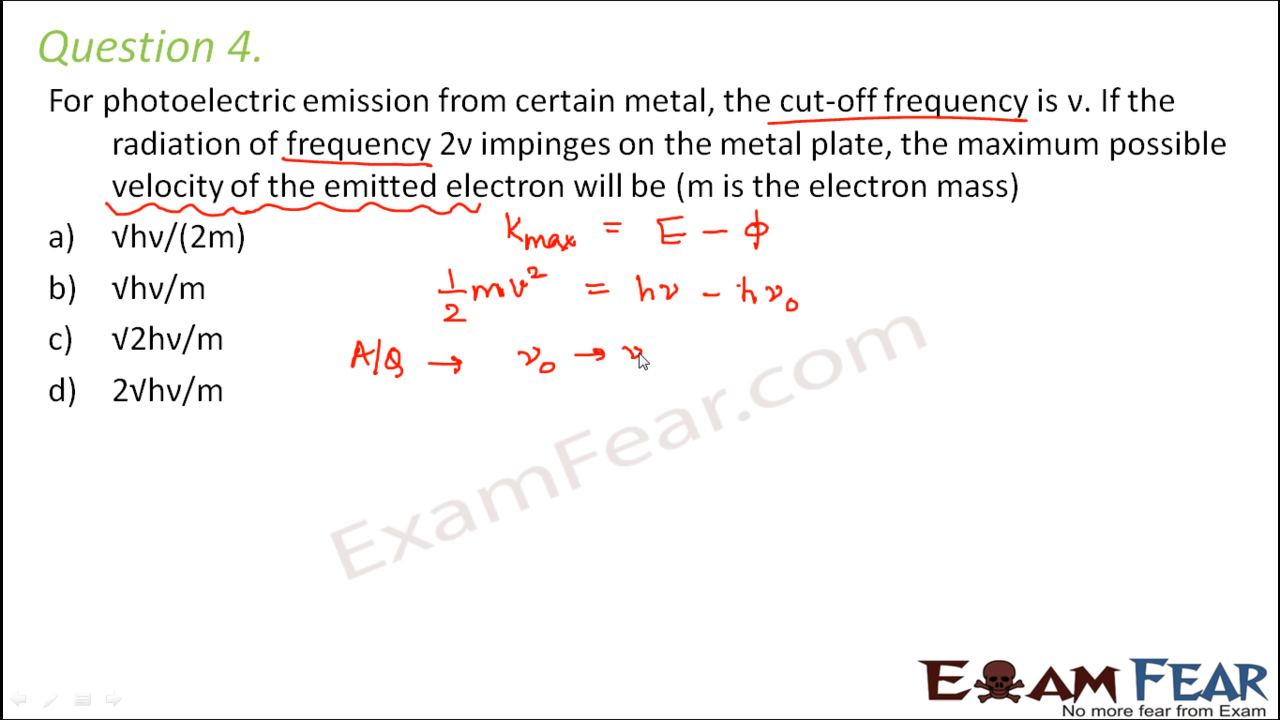 Question 4.
For photoelectric emission from certain metal, the cut-off frequency is ν. If the
radiation of frequency 2ν impinges on the metal plate, the maximum possible
velocity of the emitted electron will be (m is the electron mass)
a) √hν/(2m)
Kmax = E - ϕ
b) √hν/m
1/2 mv² = hν - hν₀
c) √2hν/m
A/Q → ν₀ → ν
d) 2√hν/m
ExamFear.com
EXAM FEAR
No more fear from Exam